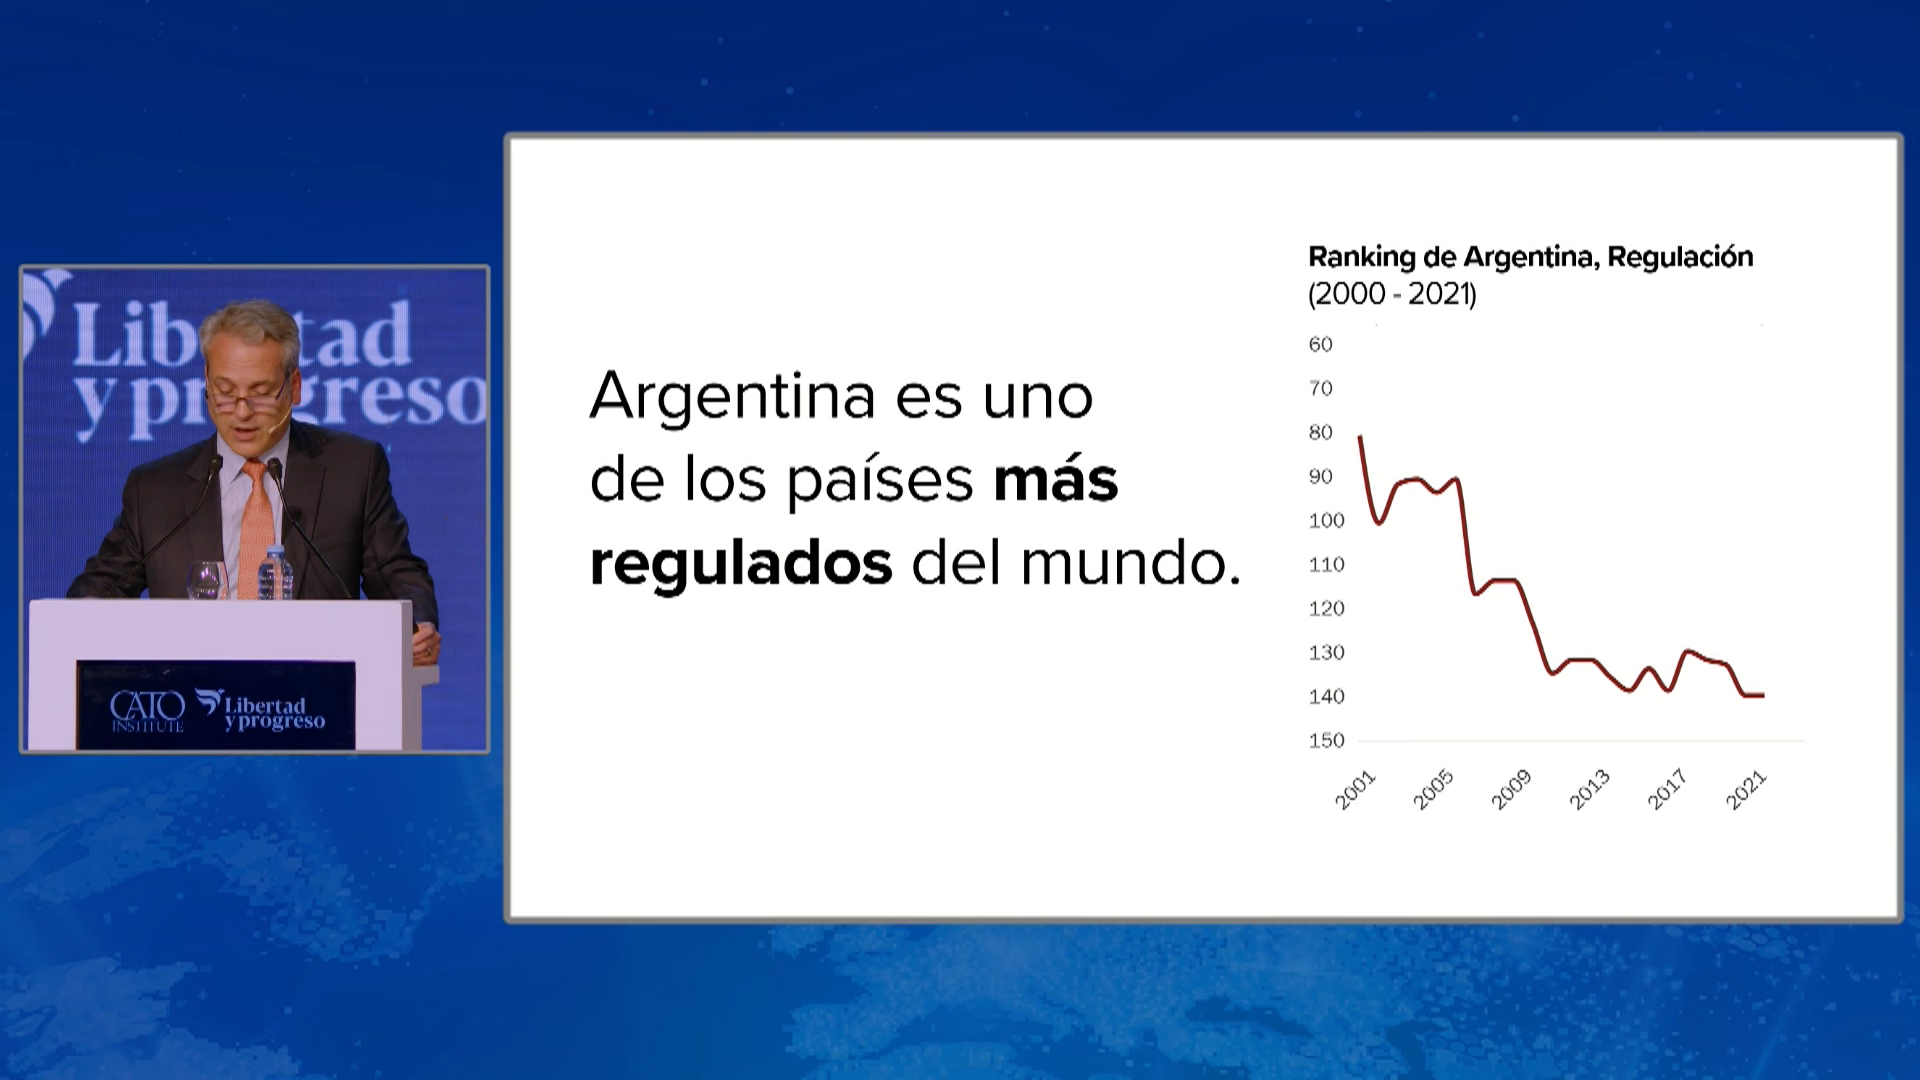 Libertad
y progreso
CATO
INSTITUTE
Libertad
y progreso
Argentina es uno
de los países más
regulados del mundo.
Ranking de Argentina, Regulación
(2000 - 2021)
60
70
80
90
100
110
120
130
140
150
2001
2005
2009
2013
2017
2021